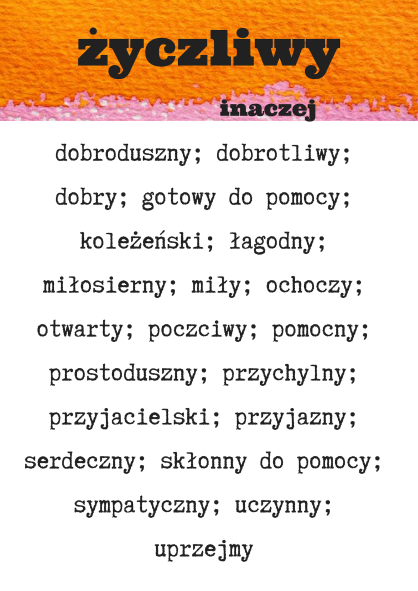 życzliwy
inaczej
dobroduszny; dobrotliwy;
dobry; gotowy do pomocy;
koleżeński; łagodny;
miłosierny; miły; ochoczy;
otwarty; poczciwy; pomocny;
prostoduszny; przychylny;
przyjacielski; przyjazny;
serdeczny; skłonny do pomocy;
sympatyczny; uczynny;
uprzejmy